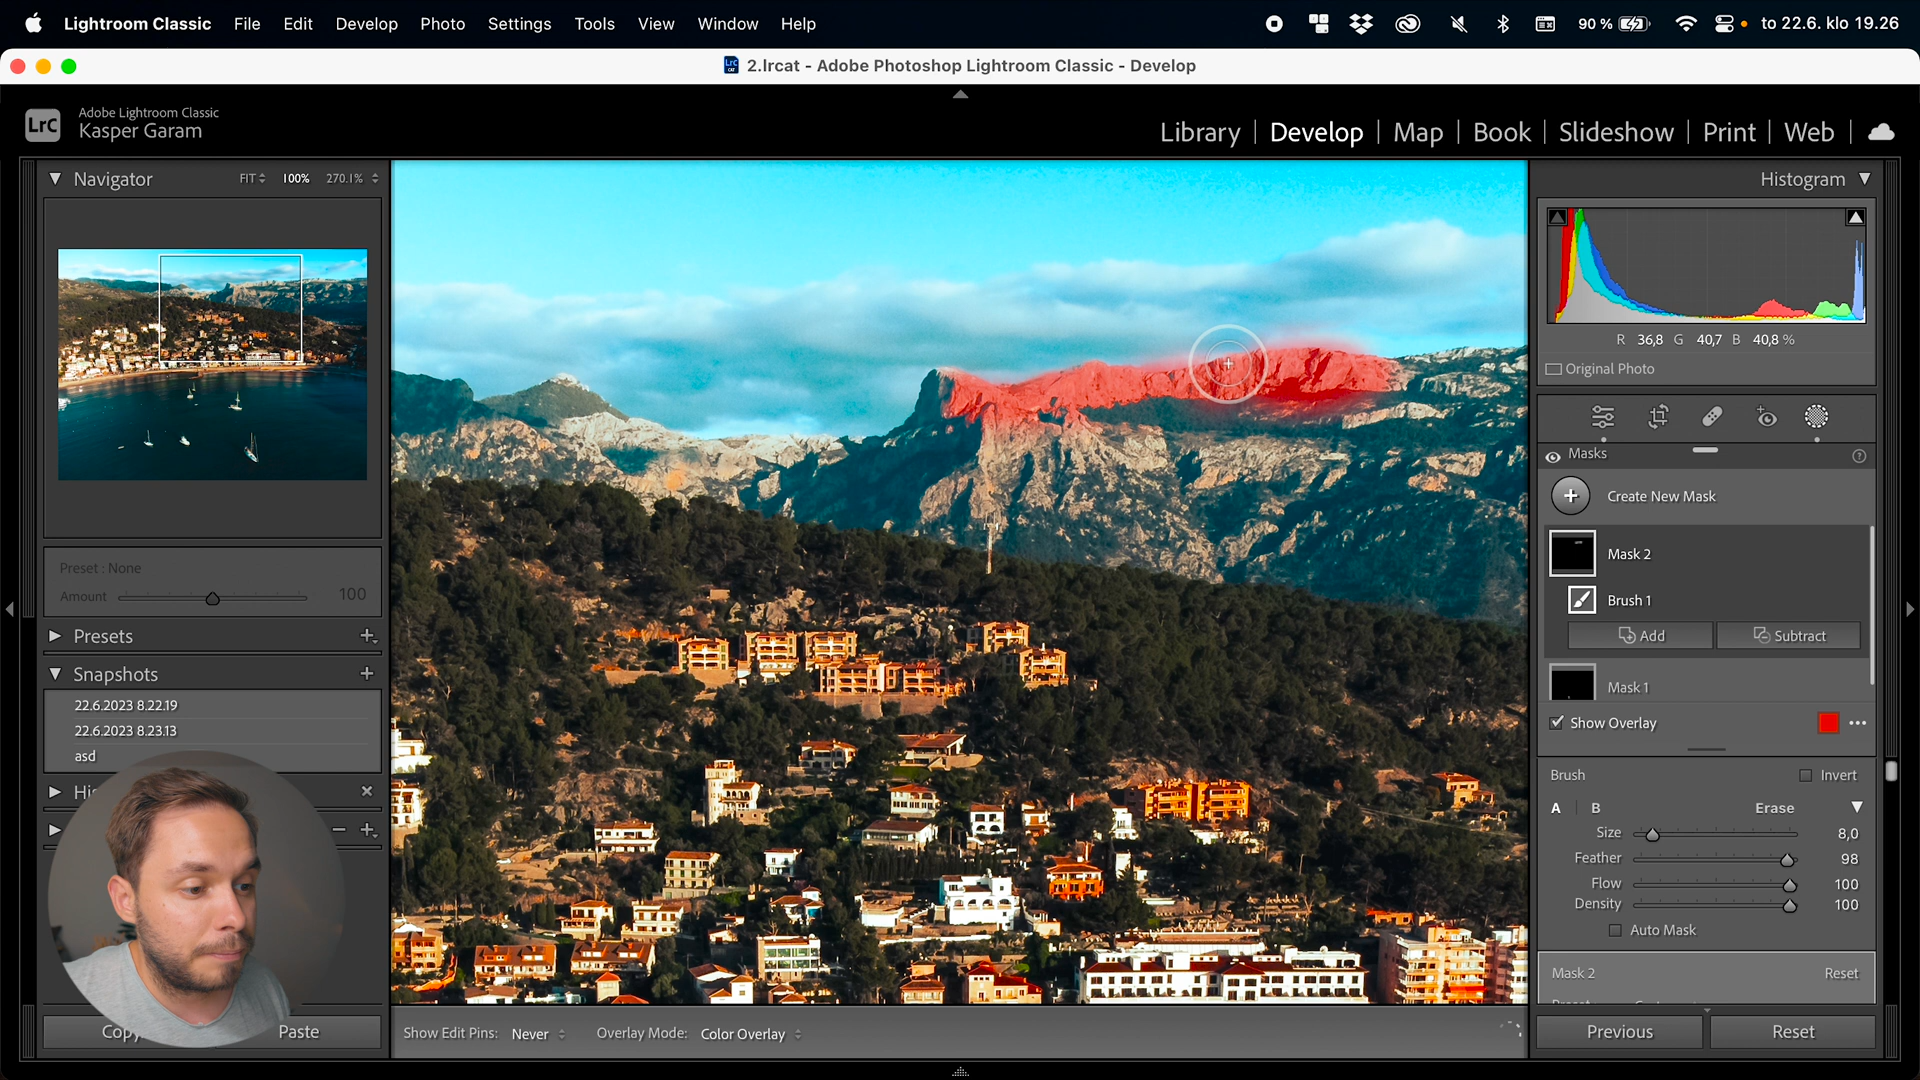 Lightroom Classic File Edit Develop Photo Settings Tools View Window Help 90 % to 22.6. klo 19.26
LrC CAT 2.lrcat - Adobe Photoshop Lightroom Classic - Develop
LrC Adobe Lightroom Classic
Kasper Garam
Library Develop Map Book Slideshow Print Web
Navigator FIT 100% 270.1%
Histogram
R 36,8 G 40,7 B 40,8 %
Original Photo
Masks
Create New Mask
Mask 2
Brush 1
Add Subtract
Mask 1
Show Overlay
Brush Invert
A B Erase
Size 8,0
Feather 98
Flow 100
Density 100
Auto Mask
Mask 2 Reset
Previous Reset
Preset : None
Amount 100
Presets
Snapshots
22.6.2023 8.22.19
22.6.2023 8.23.13
asd
Paste
Show Edit Pins: Never Overlay Mode: Color Overlay